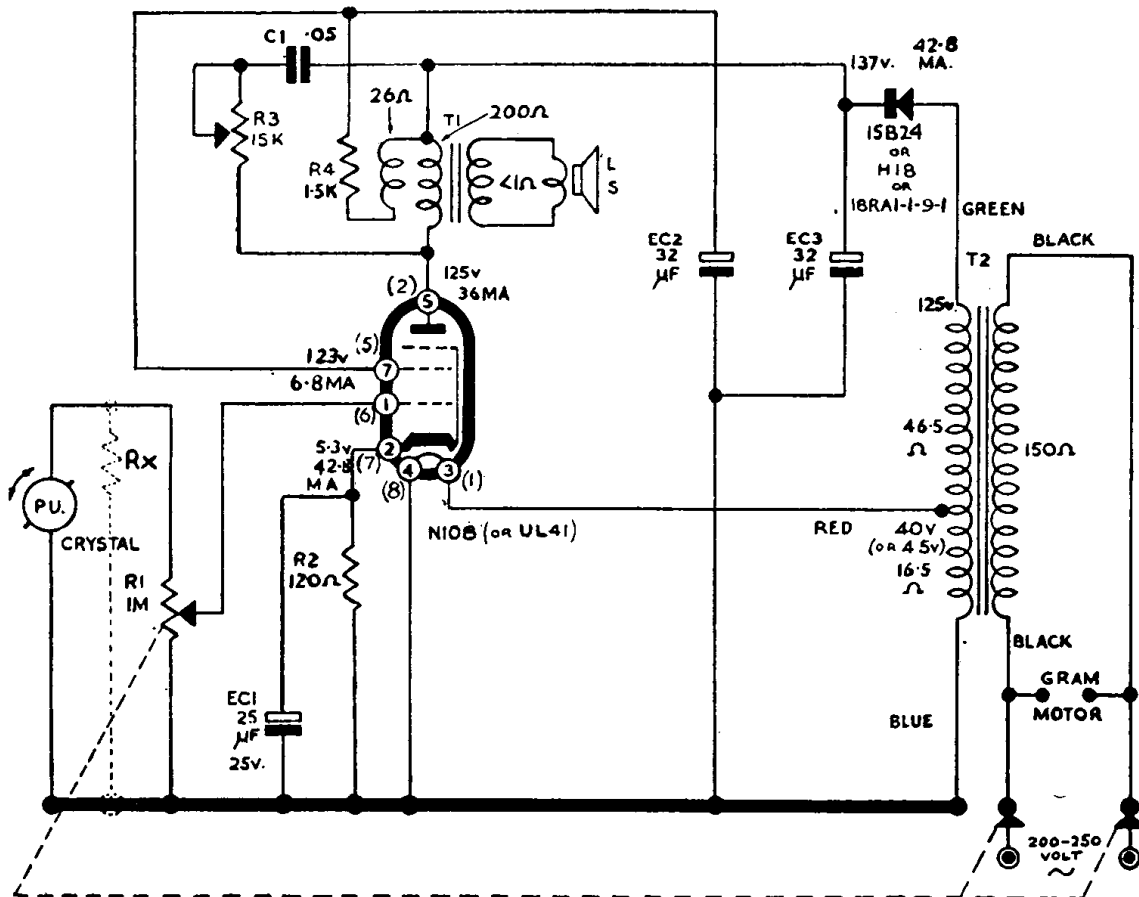 C1 .05
42.8
MA.
137v.
26Ω
200Ω
T1
R3
15K
R4
1.5K
<1Ω
L
S
15B24
OR
H18
OR
18RA1-1-9-1
GREEN
BLACK
EC2
32
µF
EC3
32
µF
T2
125v
36MA
(2)
5
125v.
(5)
123v
7
6.8MA
1
(6)
46.5
Ω
150Ω
5.3v
2
42.8
(7)
MA
4
3
(8)
(1)
Rx
P.U.
CRYSTAL
N108 (OR UL41)
RED
40V
(OR 45V)
16.5
Ω
R1
1M
R2
120Ω
BLACK
GRAM
MOTOR
EC1
25
µF
25v.
BLUE
200-250
VOLT
~